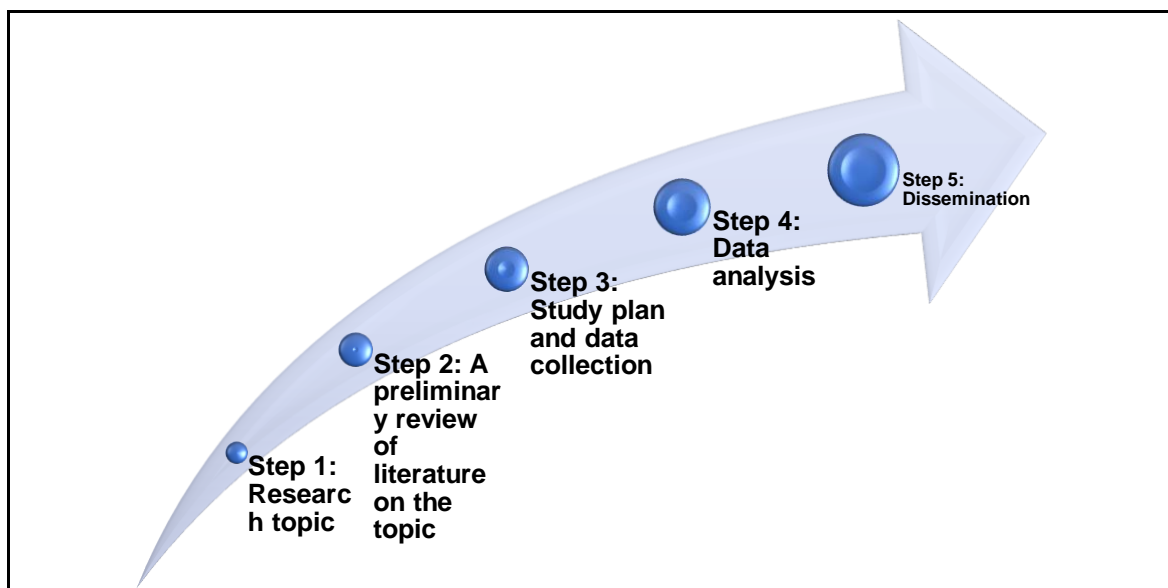 Step 1:
Researc
h topic
Step 2: A
preliminar
y review
of
literature
on the
topic
Step 3:
Study plan
and data
collection
Step 4:
Data
analysis
Step 5:
Dissemination